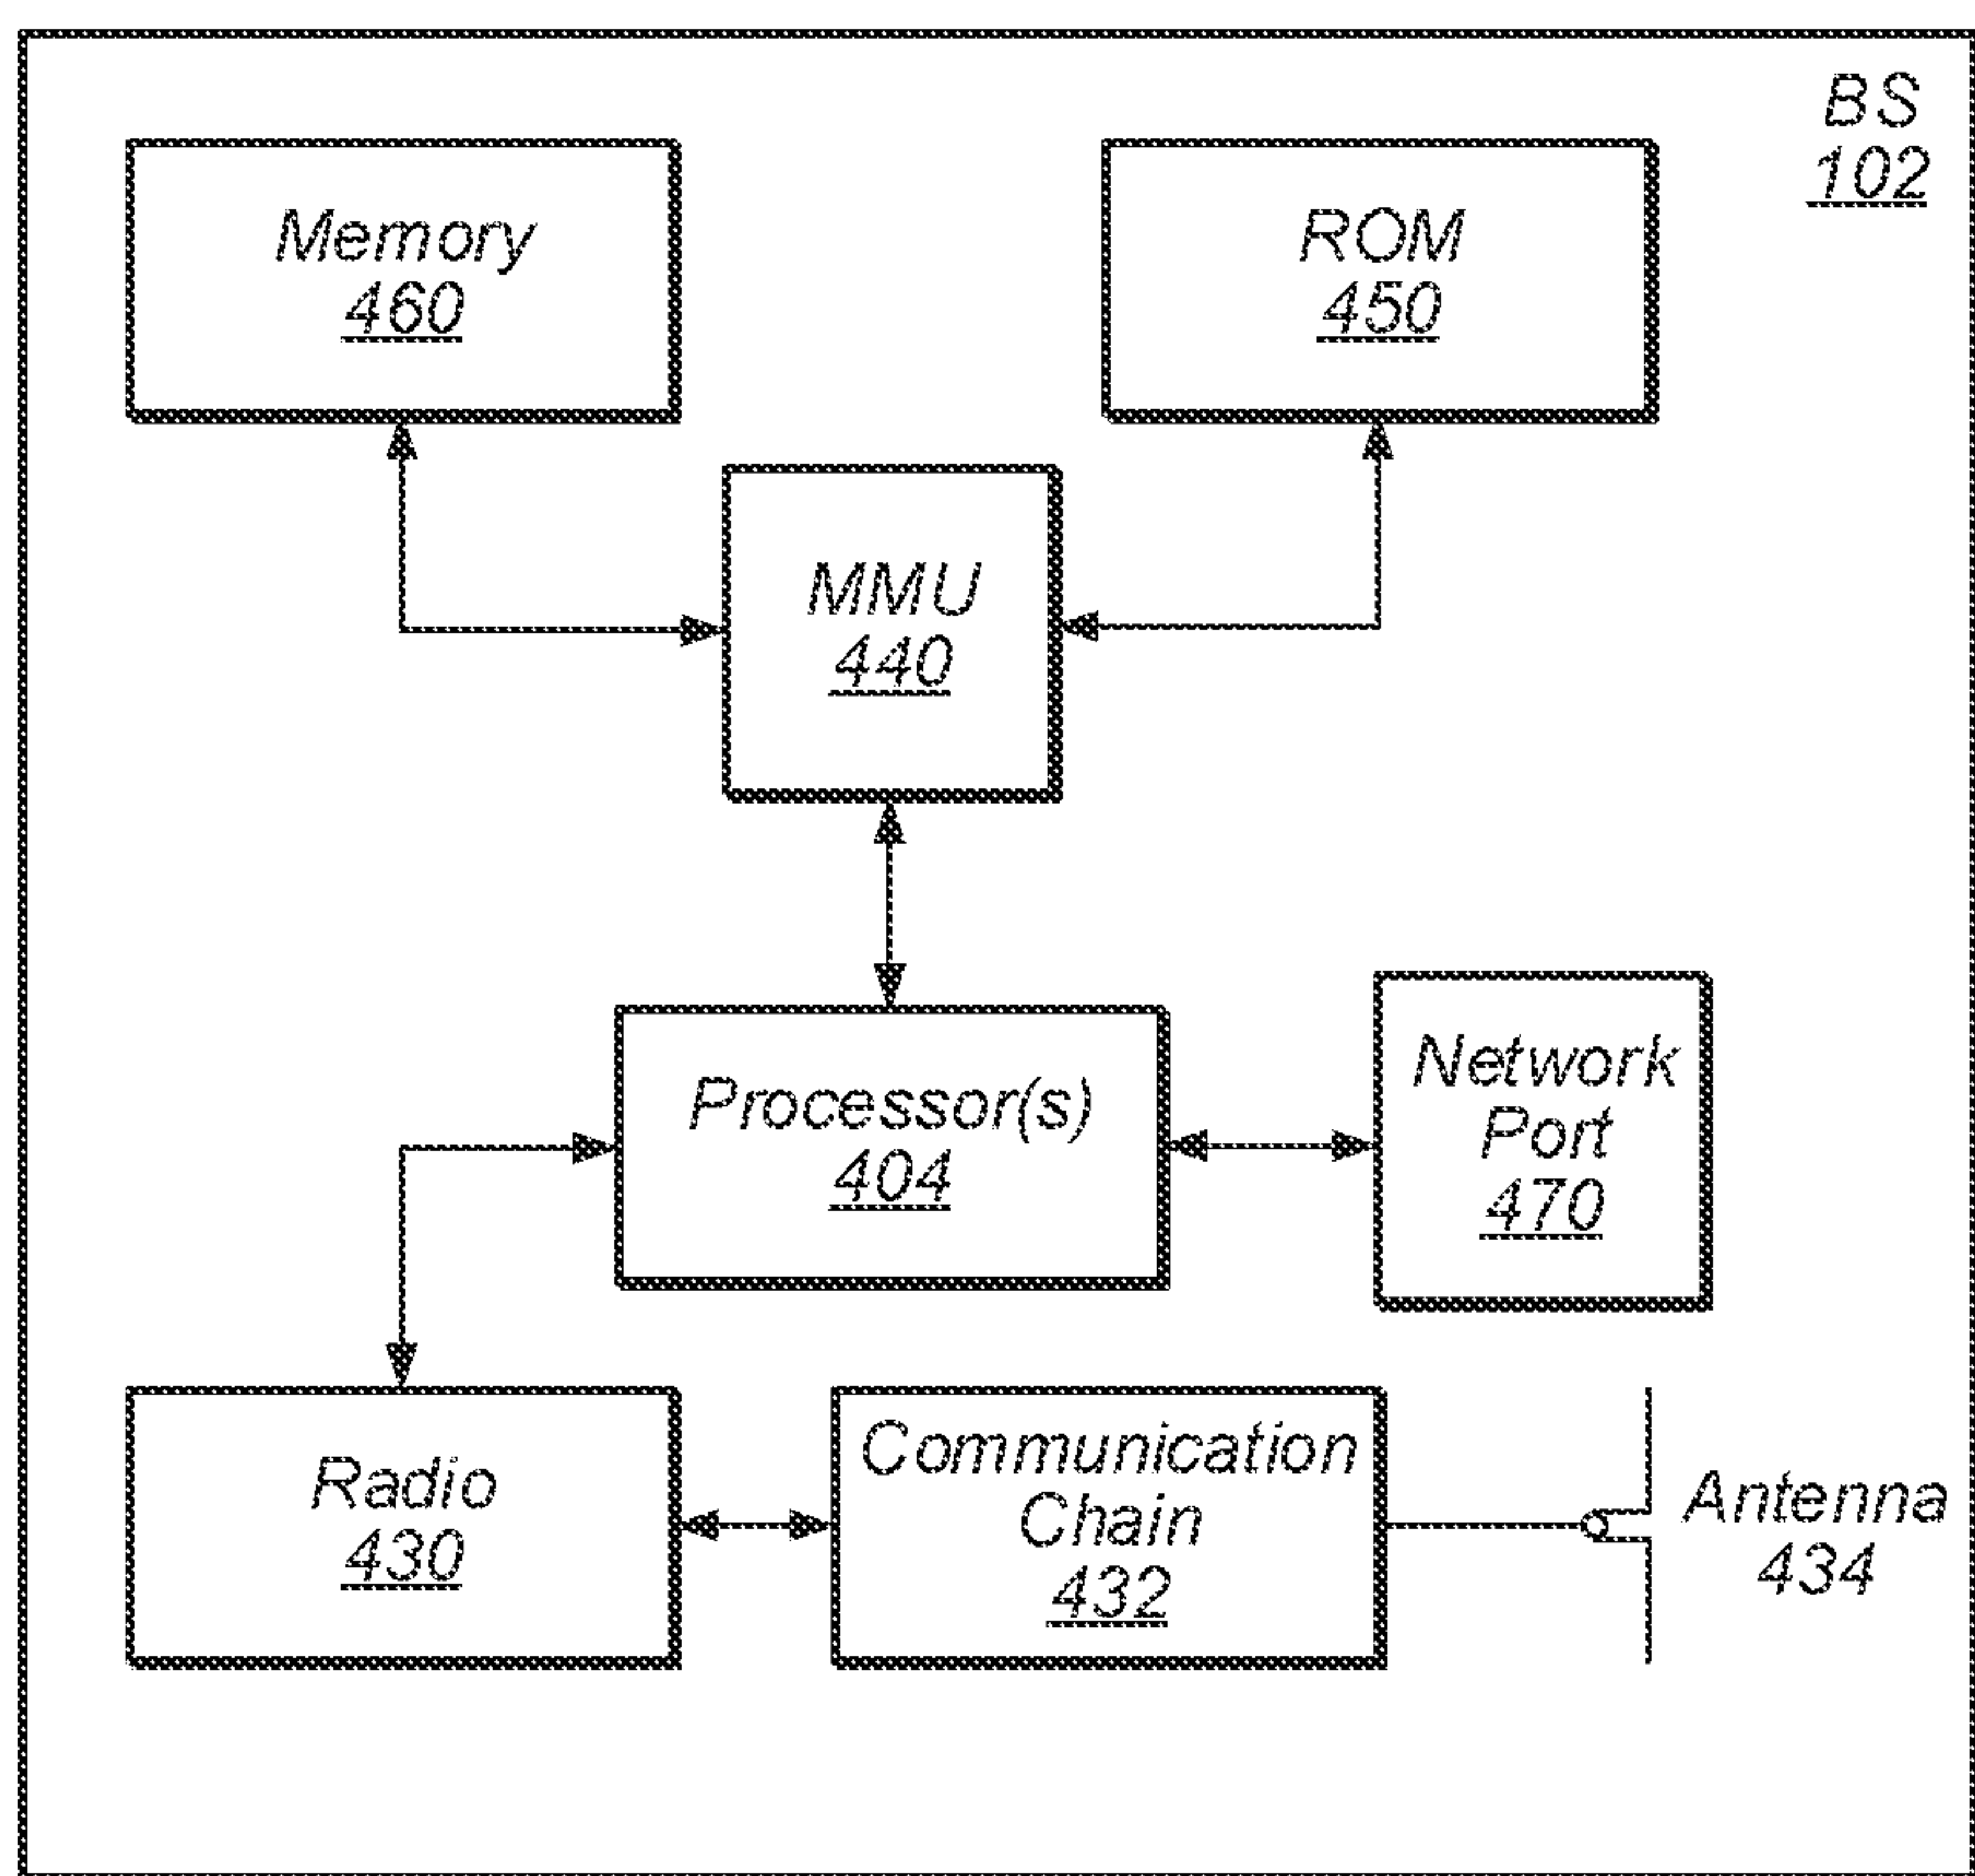 BS
102
Memory
460
ROM
450
MMU
440
Processor(s)
404
Network
Port
470
Radio
430
Communication
Chain
432
Antenna
434